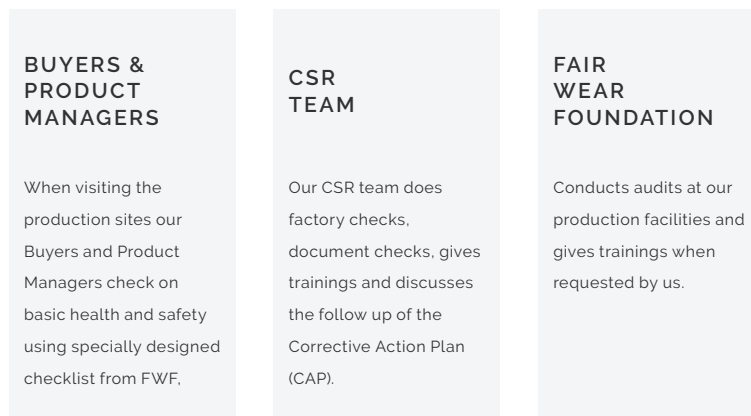 BUYERS &
PRODUCT
MANAGERS
When visiting the
production sites our
Buyers and Product
Managers check on
basic health and safety
using specially designed
checklist from FWF,
CSR
TEAM
Our CSR team does
factory checks,
document checks, gives
trainings and discusses
the follow up of the
Corrective Action Plan
(CAP).
FAIR
WEAR
FOUNDATION
Conducts audits at our
production facilities and
gives trainings when
requested by us.